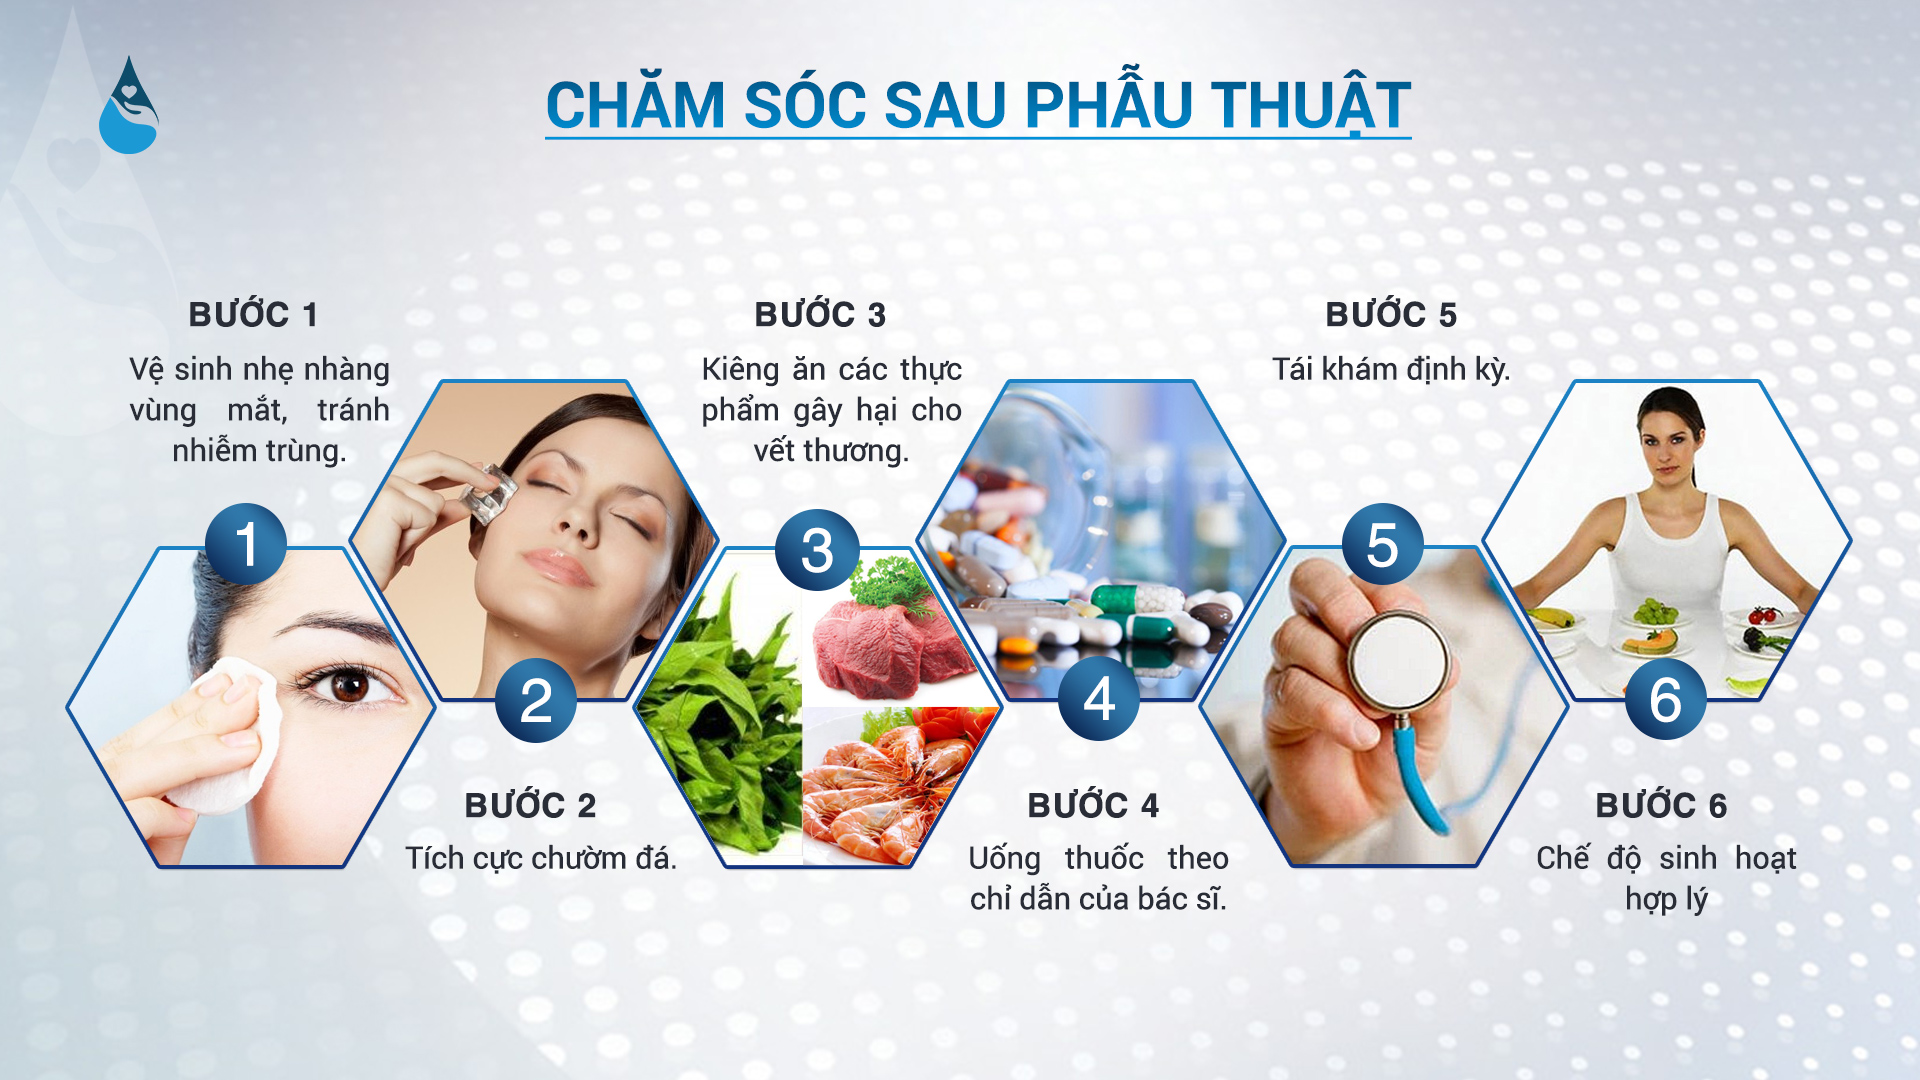 CHĂM SÓC SAU PHẪU THUẬT
BƯỚC 1
Vệ sinh nhẹ nhàng
vùng mắt, tránh
nhiễm trùng.
1
BƯỚC 2
Tích cực chườm đá.
2
BƯỚC 3
Kiêng ăn các thực
phẩm gây hại cho
vết thương.
3
BƯỚC 4
Uống thuốc theo
chỉ dẫn của bác sĩ.
4
BƯỚC 5
Tái khám định kỳ.
5
BƯỚC 6
Chế độ sinh hoạt
hợp lý
6